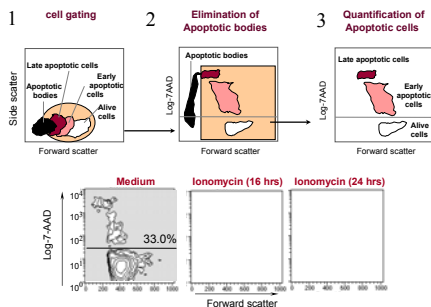 1
cell gating
2
Elimination of
Apoptotic bodies
3
Quantification of
Apoptotic cells
Side scatter
Late apoptotic cells
Apoptotic
bodies
Early
apoptotic
cells
Alive
cells
Forward scatter
Log-7AAD
Apoptotic bodies
Forward scatter
Log-7AAD
Late apoptotic
cells
Early
apoptotic cells
Alive
cells
Forward scatter
Medium
Ionomycin (16 hrs)
Ionomycin (24 hrs)
Log-7-AAD
10⁴
10³
10²
10¹
10⁰
33.0%
0 200 400 600 800 1000
0 200 400 600 800 1000
0 200 400 600 800 1000
Forward scatter